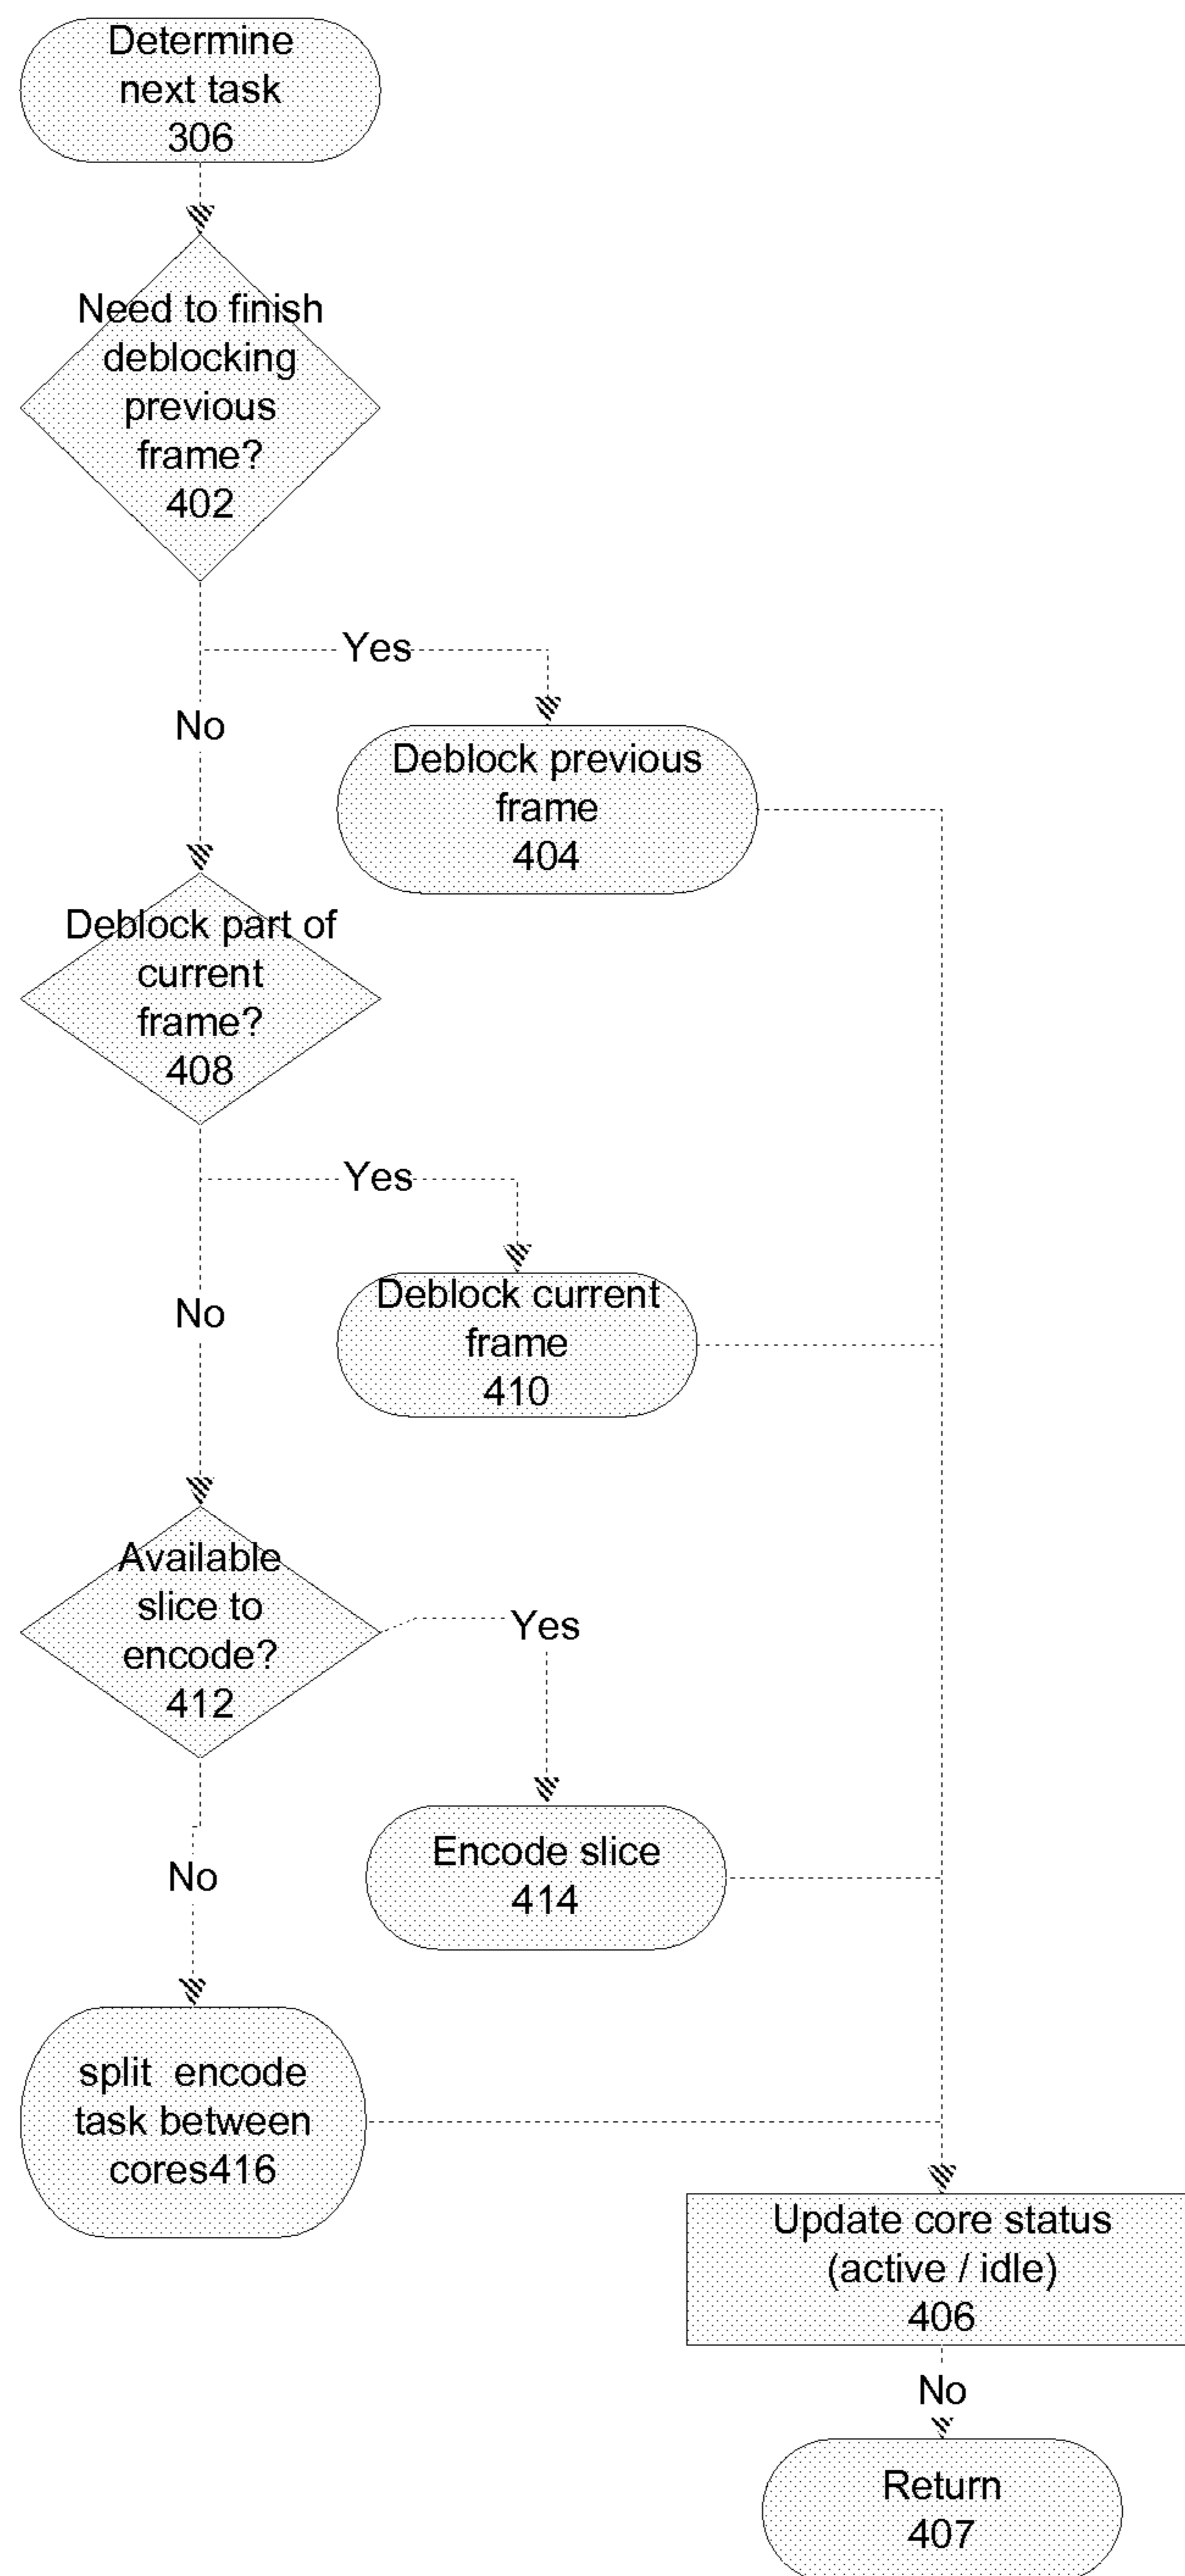 Determine
next task
306
Need to finish
deblocking
previous
frame?
402
Yes
No
Deblock previous
frame
404
Deblock part of
current
frame?
408
Yes
No
Deblock current
frame
410
Available
slice to
encode?
412
Yes
Encode slice
414
No
split encode
task between
cores416
Update core status
(active / idle)
406
No
Return
407